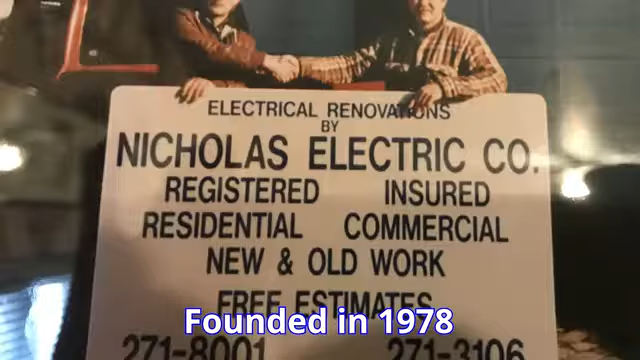 ELECTRICAL RENOVATIONS
BY
NICHOLAS ELECTRIC CO.
REGISTERED INSURED
RESIDENTIAL COMMERCIAL
NEW & OLD WORK
FREE ESTIMATES
Founded in 1978
271-8001 271-3106